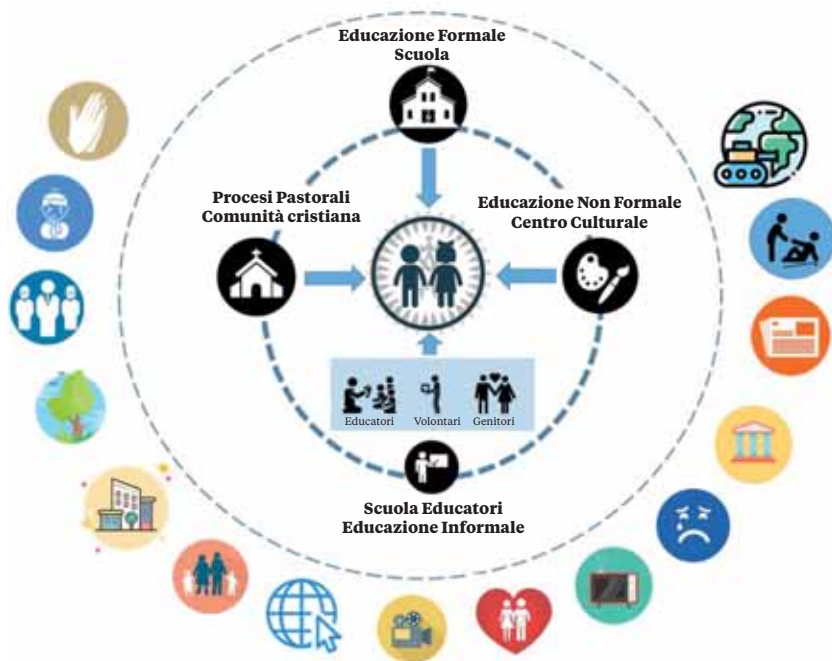 Educazione Formale
Scuola
Procesi Pastorali
Comunità cristiana
Educazione Non Formale
Centro Culturale
Educatori
Volontari
Genitori
Scuola Educatori
Educazione Informale